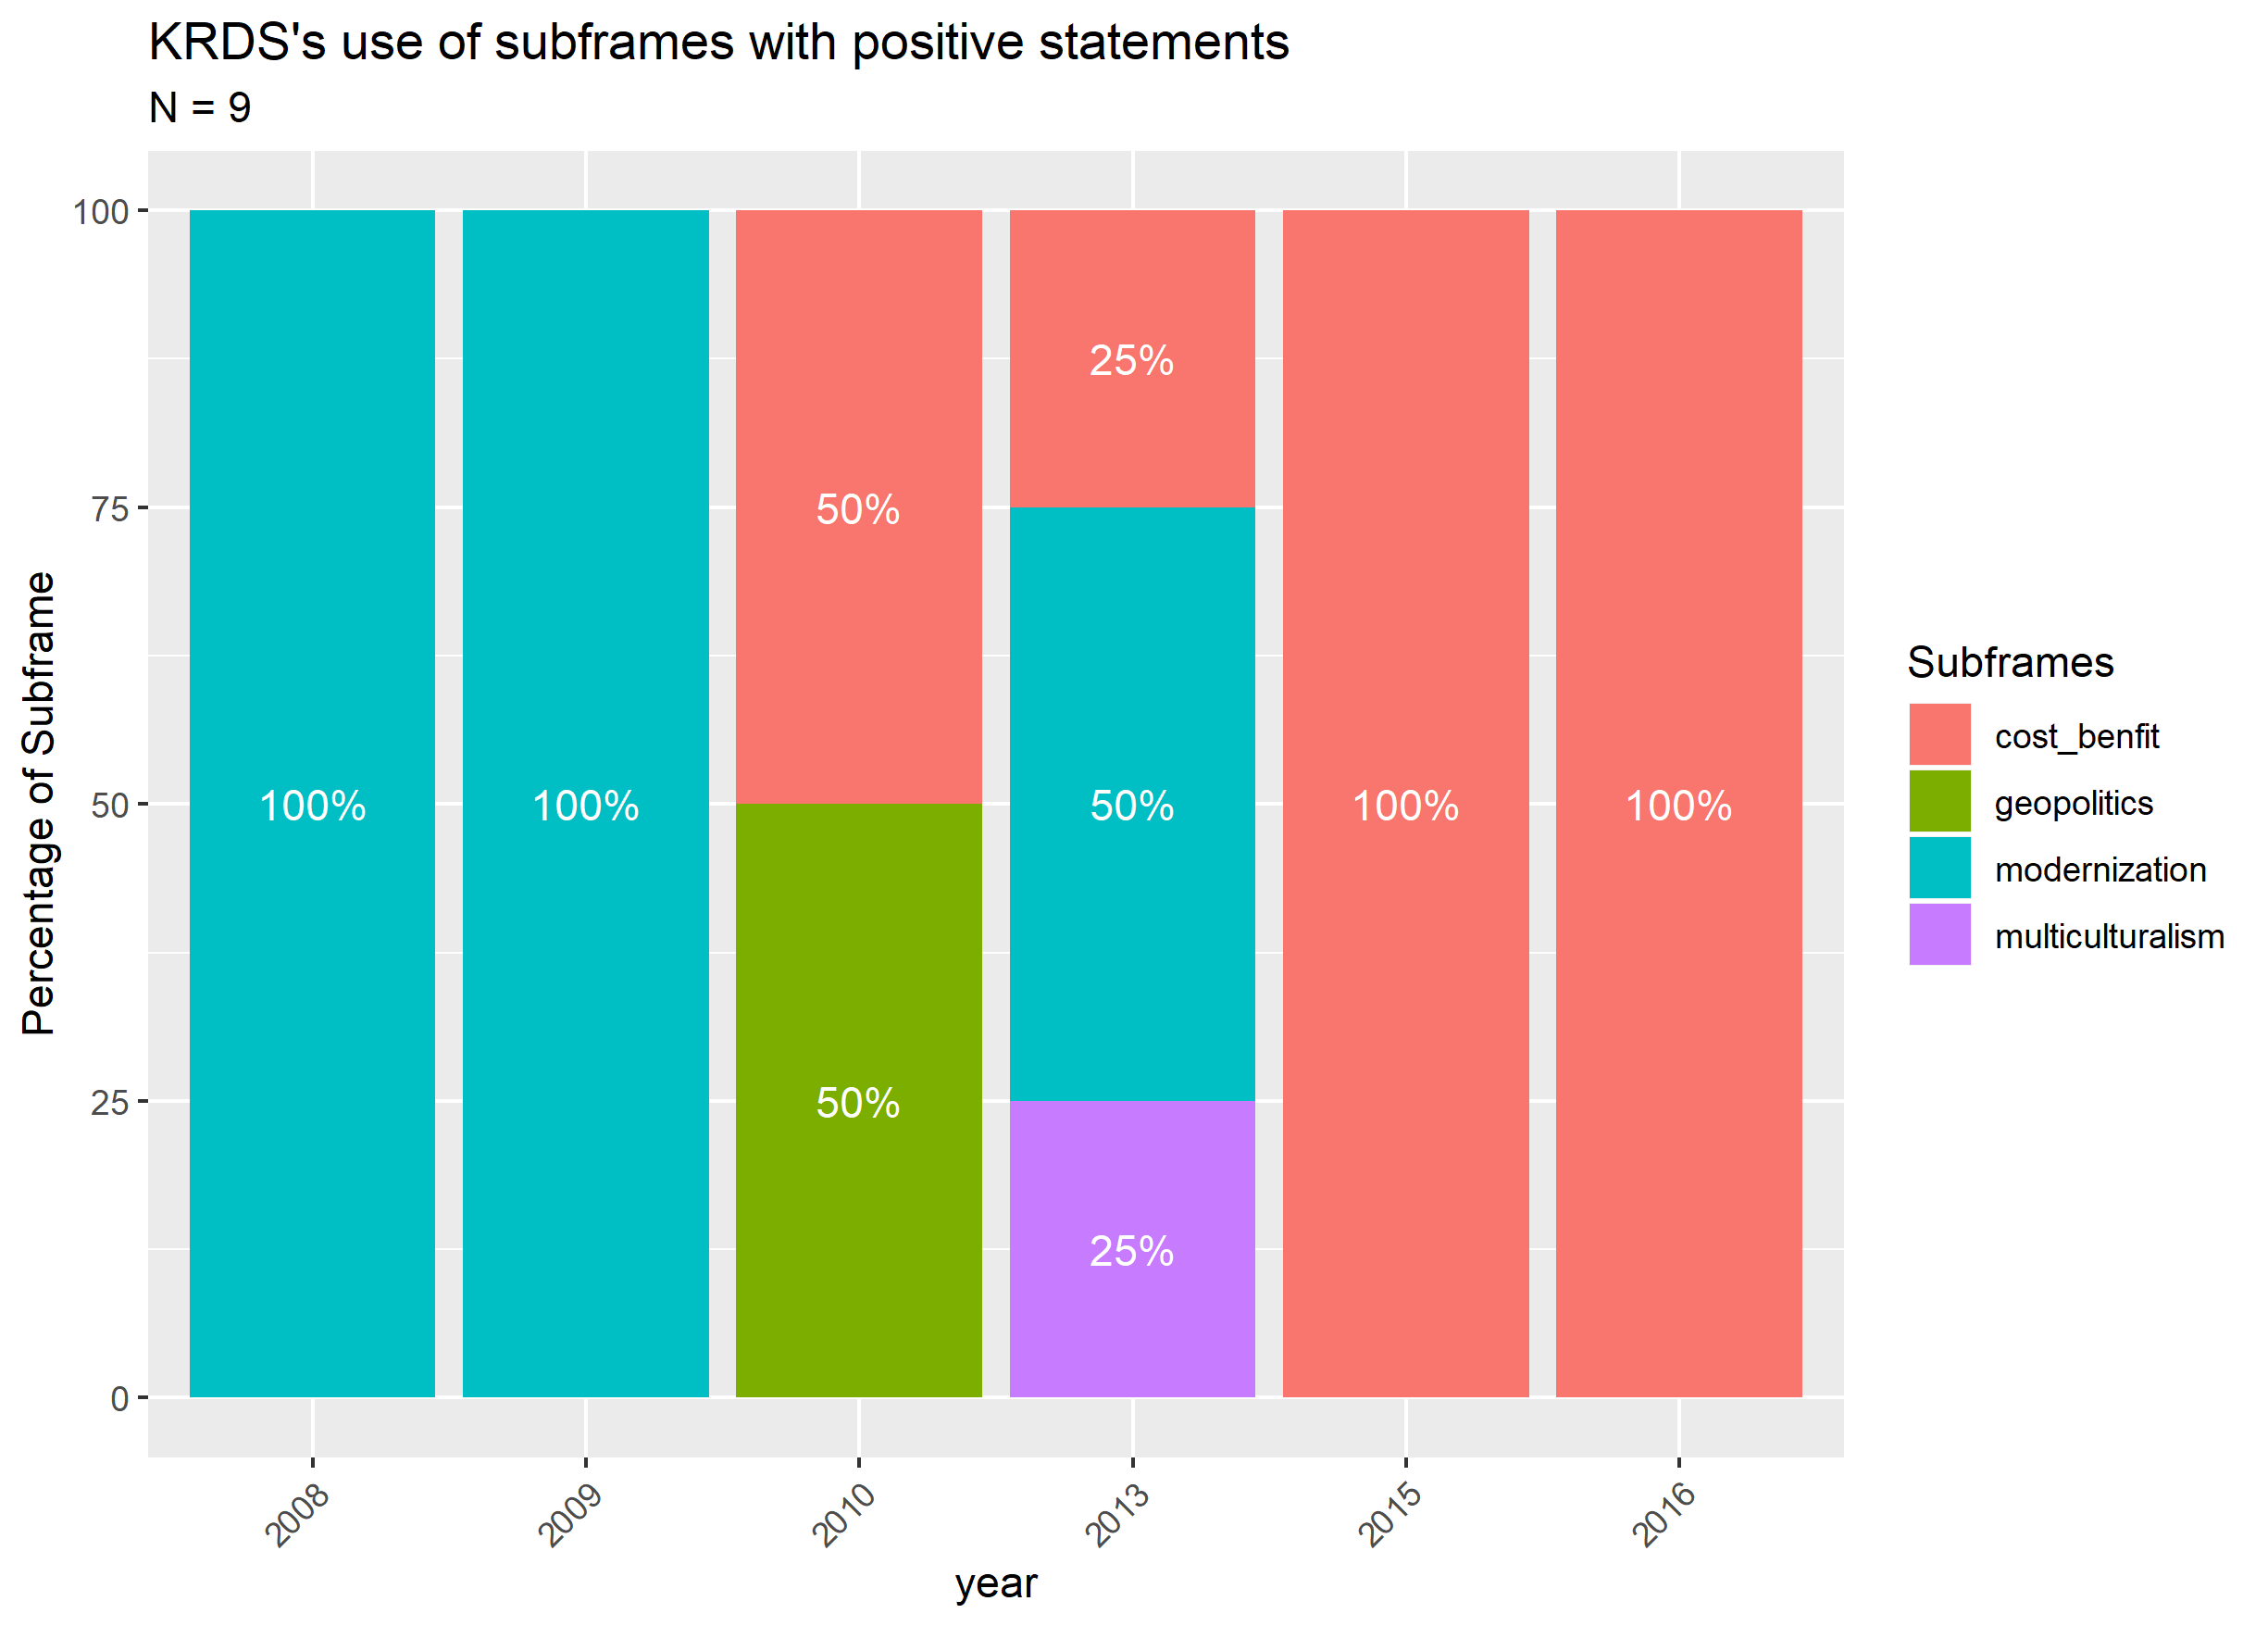 KRDS's use of subframes with positive statements
N = 9
Percentage of Subframe
100
75
50
25
0
25%
50%
100%
100%
50%
100%
100%
50%
25%
2008
2009
2010
2013
2015
2016
year
Subframes
cost_benfit
geopolitics
modernization
multiculturalism